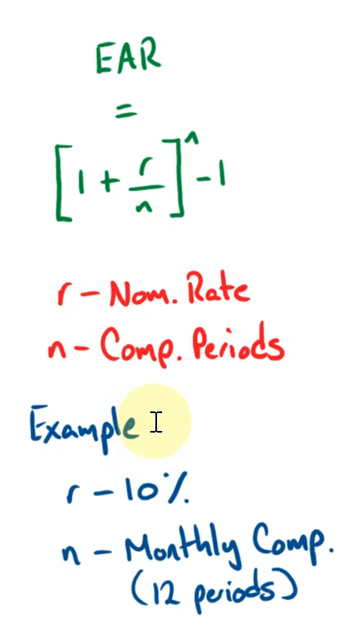 EAR
=
[1 + r/n]^n - 1
r - Nom. Rate
n - Comp. Periods
Example
r - 10%
n - Monthly Comp.
(12 periods)